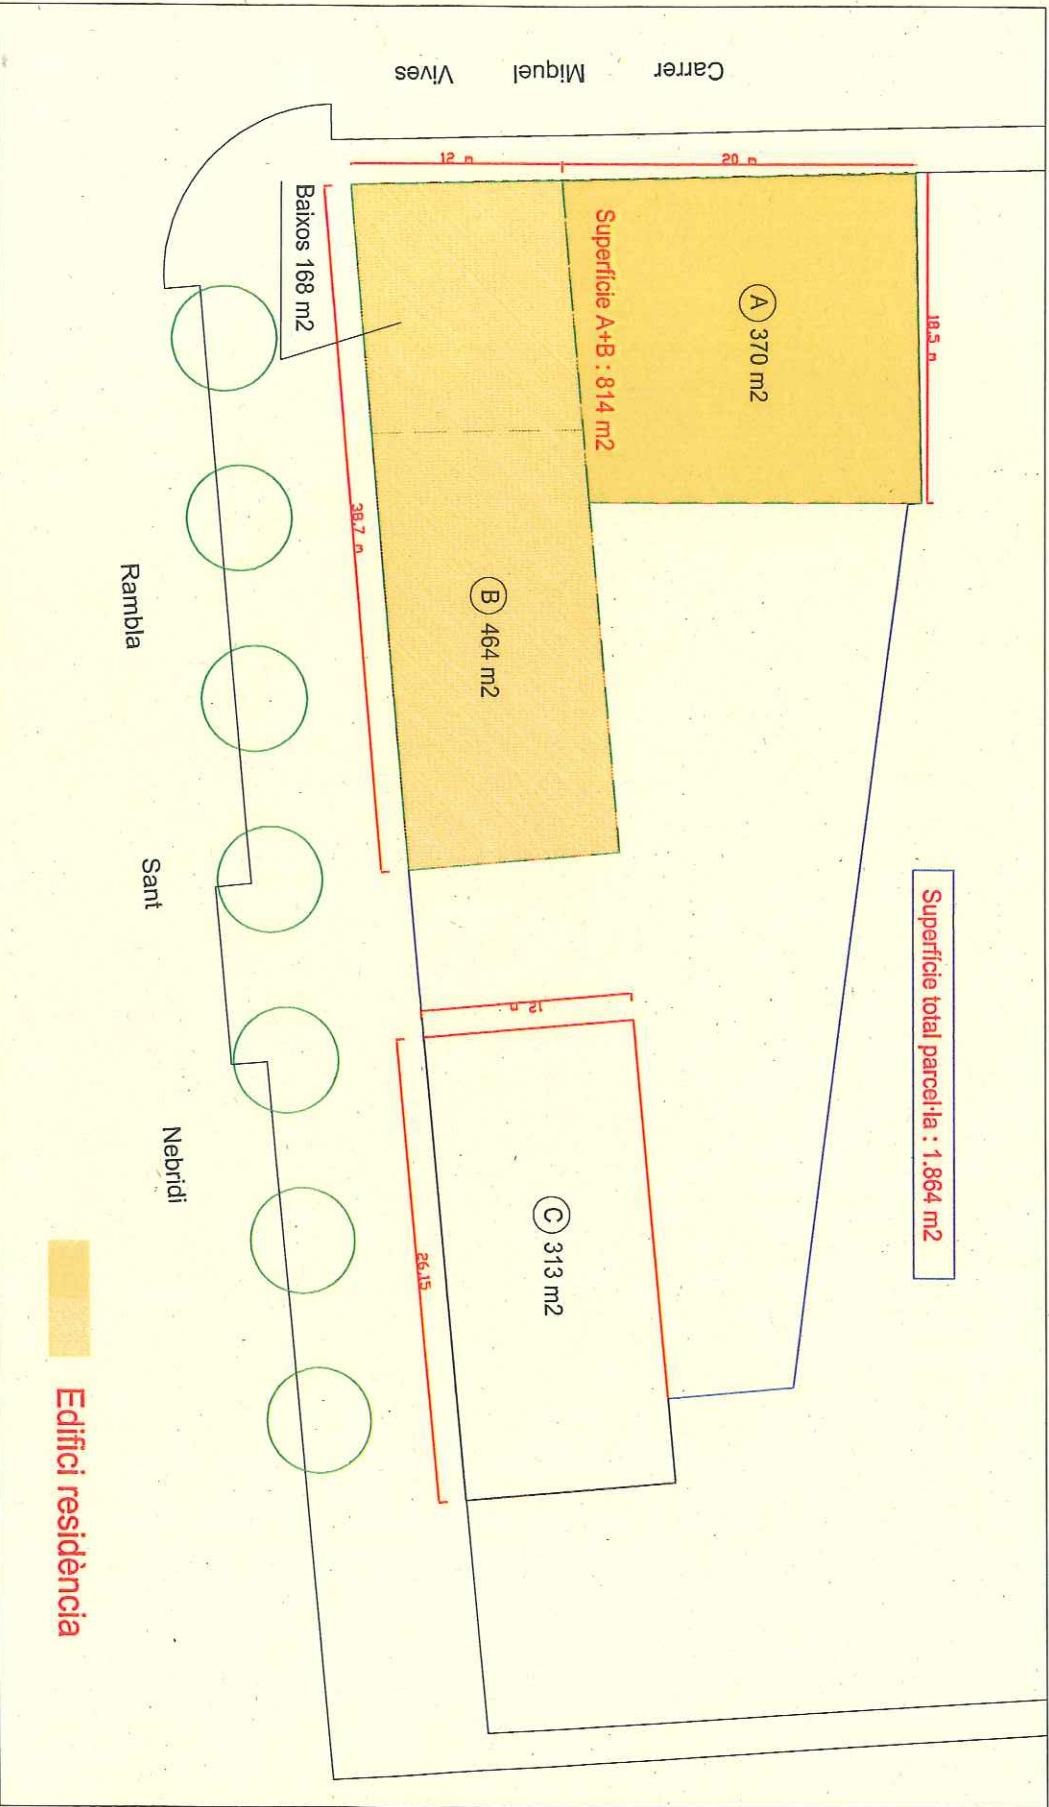 Carrer Miquel Vives
20 m
12 m
18.5 m
A 370 m2
Superfície A+B : 814 m2
Baixos 168 m2
38.7 m
B 464 m2
Superfície total parcel·la : 1.864 m2
12 m
C 313 m2
26.15
Rambla Sant Nebridi
Edifici residència